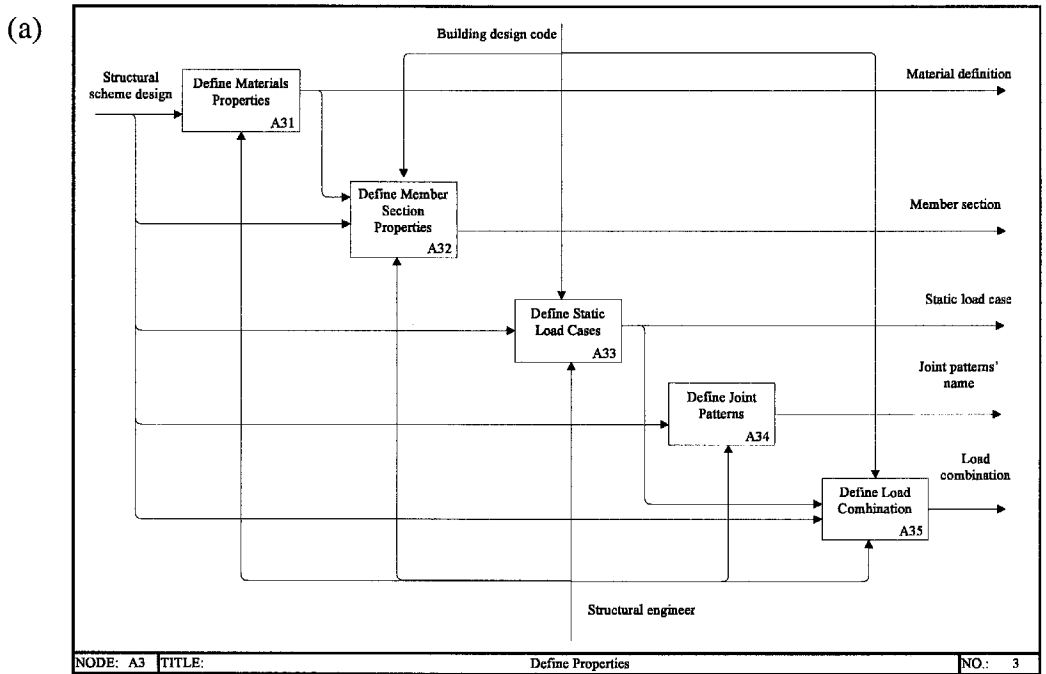 (a)
Building design code
Structural
scheme design
Define Materials
Properties
A31
Material definition
Define Member
Section
Properties
A32
Member section
Define Static
Load Cases
A33
Static load case
Define Joint
Patterns
A34
Joint patterns'
name
Define Load
Combination
A35
Load
combination
Structural engineer
NODE: A3 TITLE: Define Properties NO.: 3